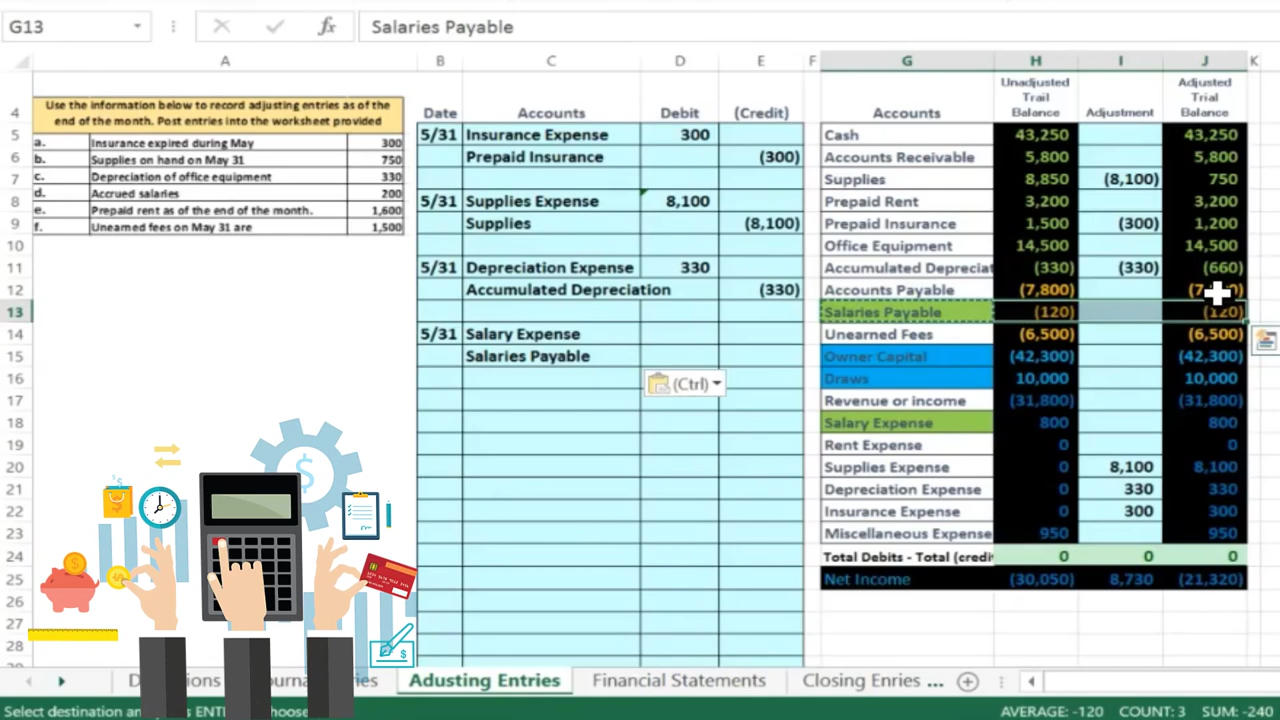 G13 fx Salaries Payable
A B C D E F G H I J K
Use the information below to record adjusting entries as of the
end of the month. Post entries into the worksheet provided
a. Insurance expired during May 300
b. Supplies on hand on May 31 750
c. Depreciation of office equipment 330
d. Accrued salaries 200
e. Prepaid rent as of the end of the month. 1,600
f. Unearned fees on May 31 are 1,500
4 Date Accounts Debit (Credit)
5 5/31 Insurance Expense 300
6 Prepaid Insurance (300)
7
8 5/31 Supplies Expense 8,100
9 Supplies (8,100)
10
11 5/31 Depreciation Expense 330
12 Accumulated Depreciation (330)
13
14 5/31 Salary Expense
15 Salaries Payable
16
(Ctrl)
17
18
19
20
21
22
23
24
25
26
27
28
Accounts Unadjusted Trail Balance Adjustment Adjusted Trial Balance
Cash 43,250 43,250
Accounts Receivable 5,800 5,800
Supplies 8,850 (8,100) 750
Prepaid Rent 3,200 3,200
Prepaid Insurance 1,500 (300) 1,200
Office Equipment 14,500 14,500
Accumulated Depreciat (330) (330) (660)
Accounts Payable (7,800)
Salaries Payable (120) (120)
Unearned Fees (6,500) (6,500)
Owner Capital (42,300) (42,300)
Draws 10,000 10,000
Revenue or income (31,800) (31,800)
Salary Expense 800 800
Rent Expense 0 0
Supplies Expense 0 8,100 8,100
Depreciation Expense 0 330 330
Insurance Expense 0 300 300
Miscellaneous Expense 950 950
Total Debits - Total (credi 0 0 0
Net Income (30,050) 8,730 (21,320)
Adusting Entries Financial Statements Closing Enries ...
Select destination an
AVERAGE: -120 COUNT: 3 SUM: -240